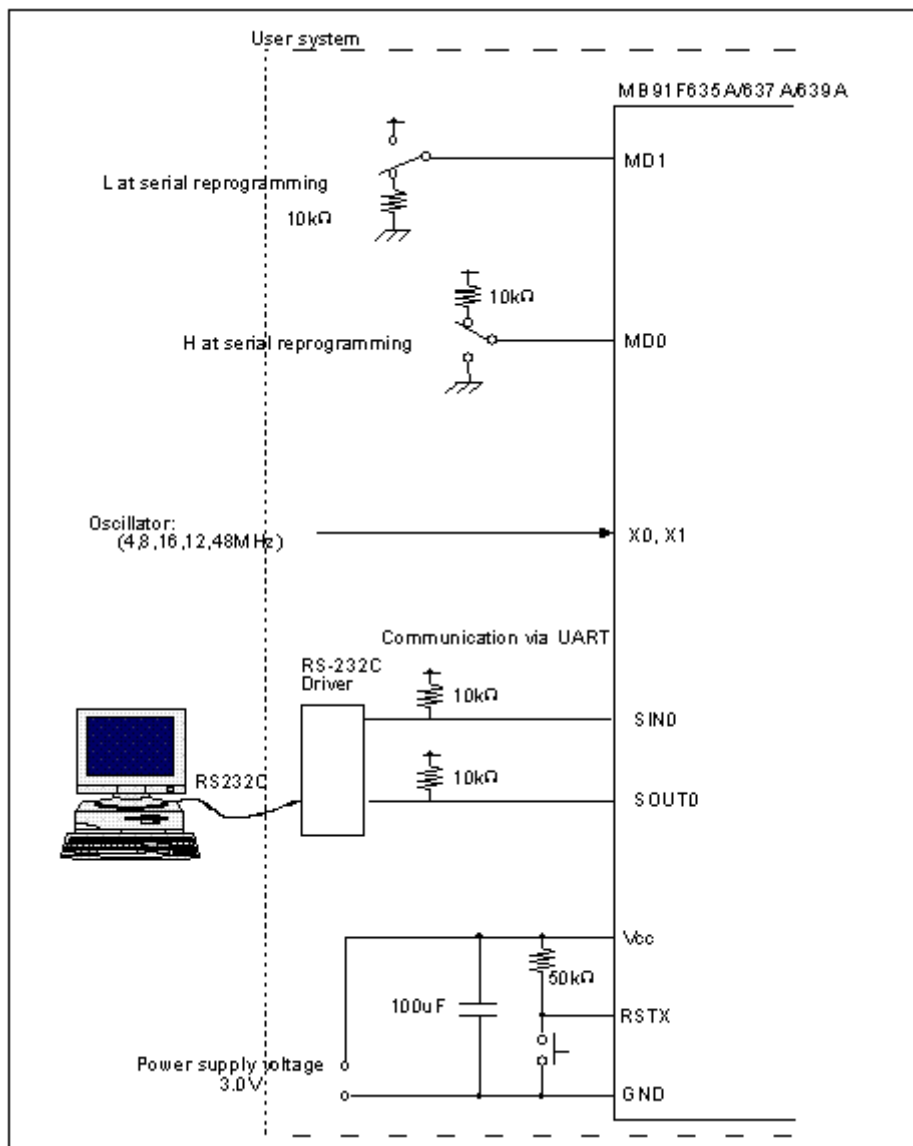 User system
MB91F635A/637A/639A
MD1
L at serial reprogramming
10kΩ
10kΩ
H at serial reprogramming
MD0
Oscillator:
(4,8,16,12,48MHz)
X0, X1
Communication via UART
RS-232C
Driver
10kΩ
SIN0
RS232C
10kΩ
SOUT0
Vcc
50kΩ
100uF
RSTX
Power supply voltage
3.0V
GND